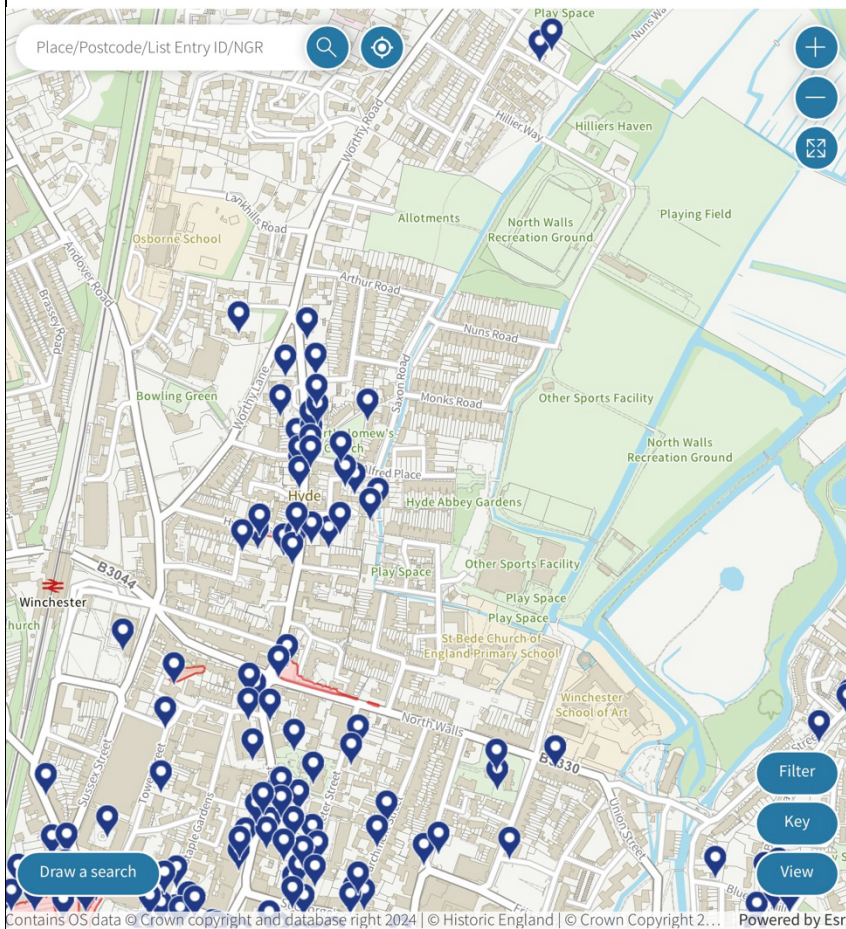 Play Space
Nuns Wa
Place/Postcode/List Entry ID/NGR
Worthy Road
Hillier Way
Hilliers Haven
Lankhills Road
Allotments
North Walls
Recreation Ground
Playing Field
Osborne School
Andover Road
Arthur Road
Brassey Road
Nuns Road
Saxon Road
Bowling Green
Worthy Lane
Monks Road
Other Sports Facility
Church
North Walls
Recreation Ground
Alfred Place
Hyde
Hyde Abbey Gardens
B3044
Play Space
Other Sports Facility
Winchester
Play Space
Play Space
Church
St Bede Church of
England Primary School
Winchester
School of Art
North Walls
B3330
Sussex Street
Tower Street
Union Street
Filter
Key
View
Draw a search
Contains OS data © Crown copyright and database right 2024 | © Historic England | © Crown Copyright 2...
Powered by Esr